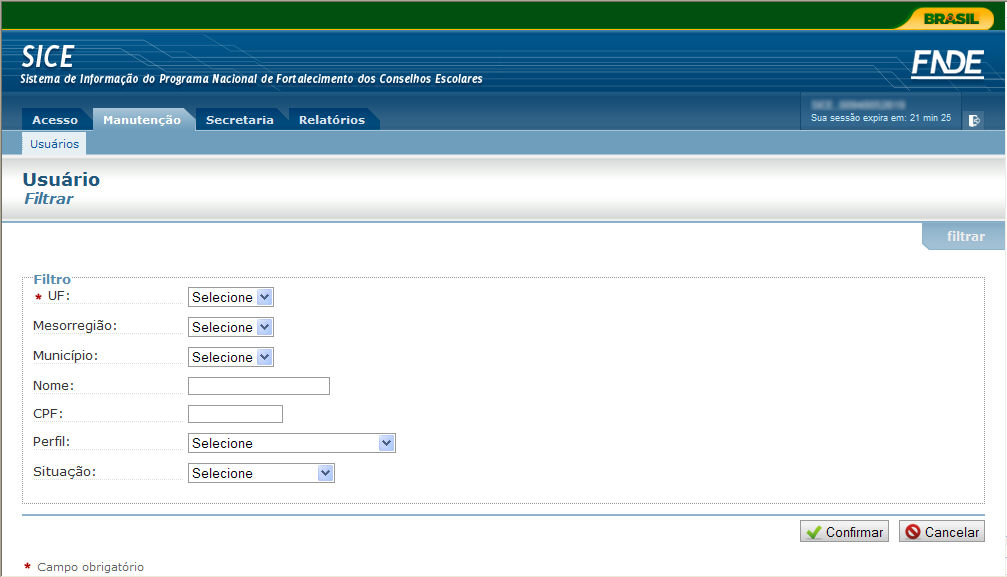 BRASIL
SICE
Sistema de Informação do Programa Nacional de Fortalecimento dos Conselhos Escolares
FNDE
Acesso Manutenção Secretaria Relatórios
Sua sessão expira em: 21 min 25
Usuários
Usuário
Filtrar
filtrar
Filtro
* UF: Selecione
Mesorregião: Selecione
Município: Selecione
Nome:
CPF:
Perfil: Selecione
Situação: Selecione
Confirmar Cancelar
* Campo obrigatório